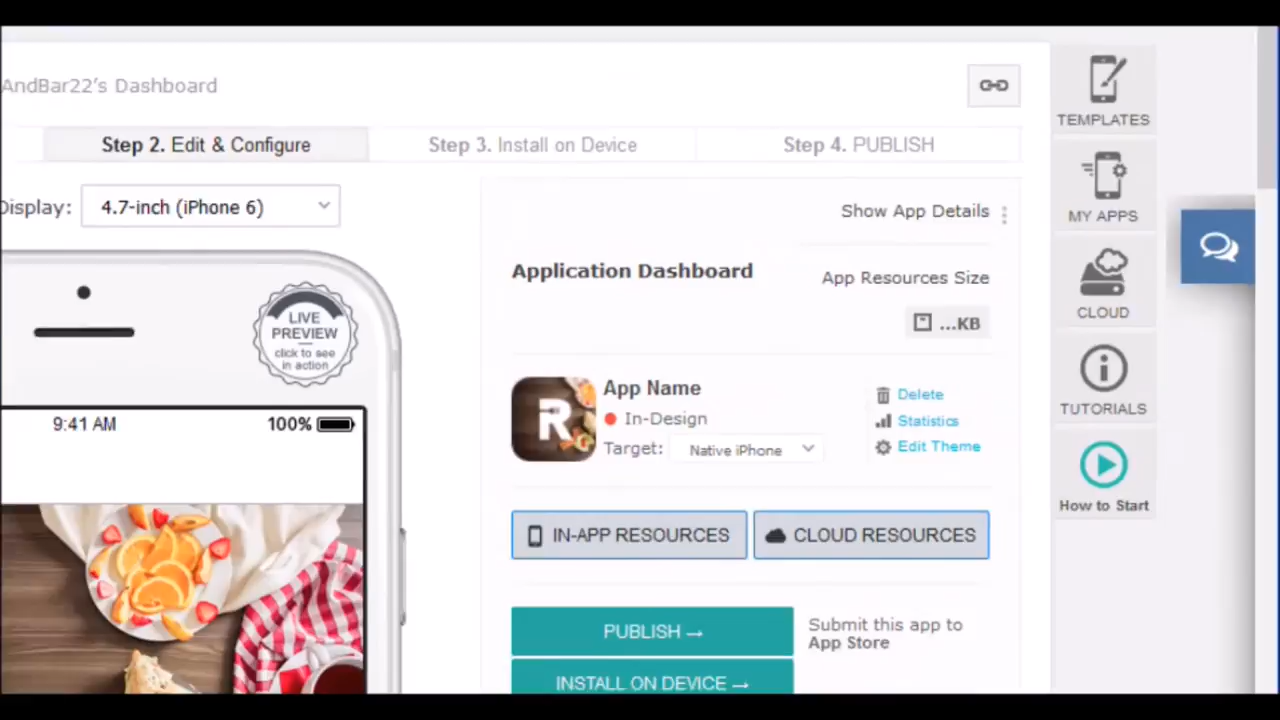 AndBar22's Dashboard
Step 2. Edit & Configure
Step 3. Install on Device
Step 4. PUBLISH
Display:
4.7-inch (iPhone 6)
LIVE
PREVIEW
click to see
in action
9:41 AM
100%
Show App Details
Application Dashboard
App Resources Size
...KB
R
App Name
In-Design
Target:
Native iPhone
Delete
Statistics
Edit Theme
IN-APP RESOURCES
CLOUD RESOURCES
PUBLISH →
Submit this app to
App Store
INSTALL ON DEVICE →
TEMPLATES
MY APPS
CLOUD
TUTORIALS
How to Start